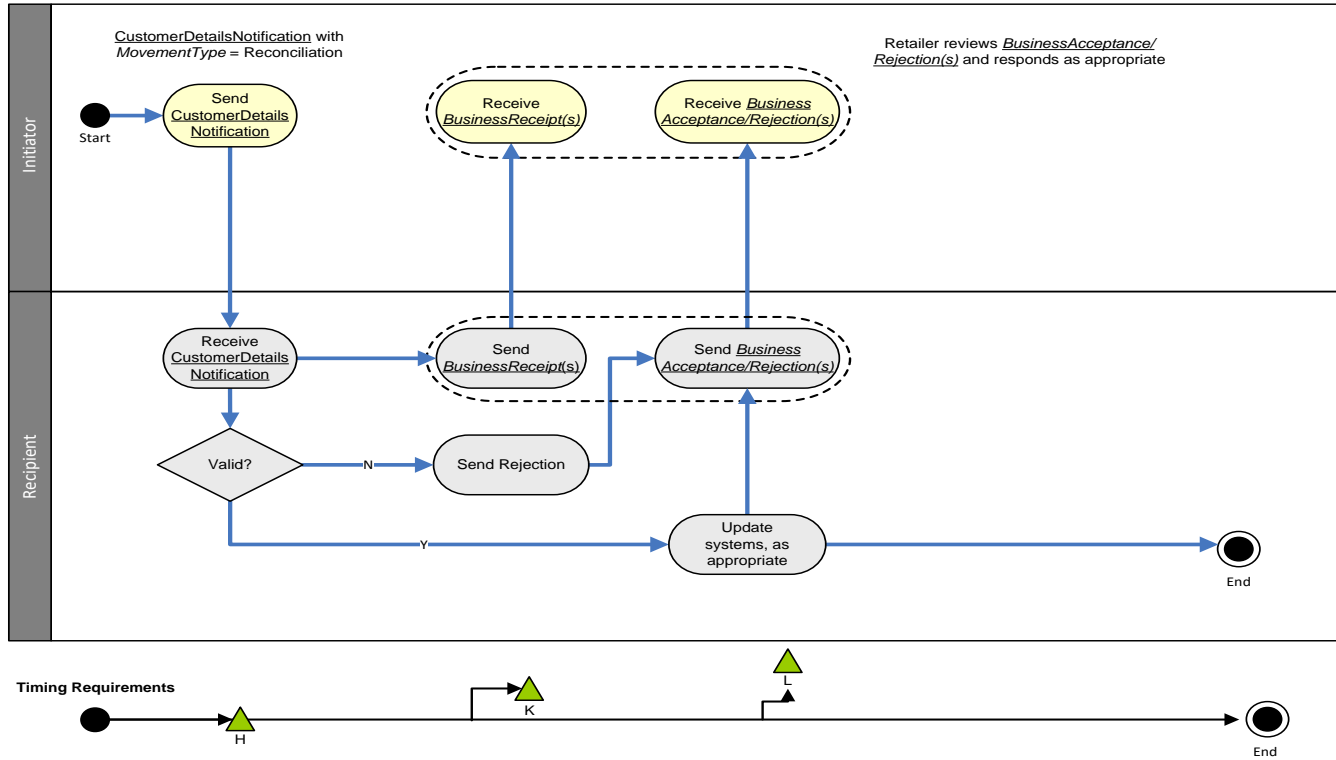 CustomerDetailsNotification with
MovementType = Reconciliation
Retailer reviews BusinessAcceptance/
Rejection(s) and responds as appropriate
Initiator
Start
Send
CustomerDetails
Notification
Receive
BusinessReceipt(s)
Receive Business
Acceptance/Rejection(s)
Recipient
Receive
CustomerDetails
Notification
Send
BusinessReceipt(s)
Send Business
Acceptance/Rejection(s)
Valid?
N
Send Rejection
Y
Update
systems, as
appropriate
End
Timing Requirements
H
K
L
End